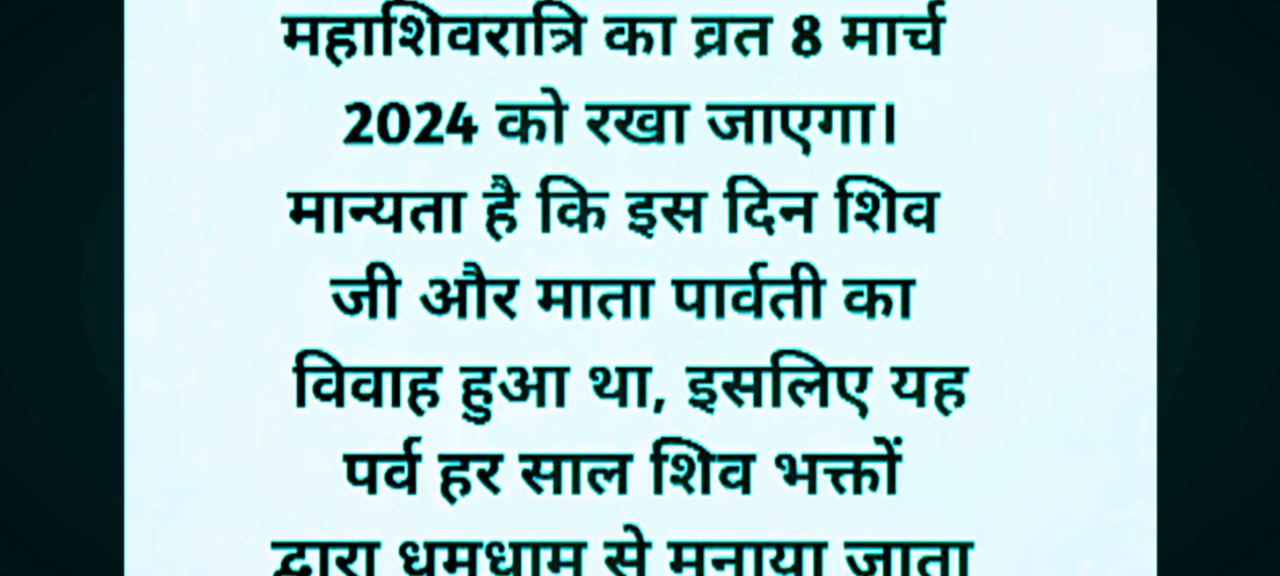 महाशिवरात्रि का व्रत 8 मार्च
2024 को रखा जाएगा।
मान्यता है कि इस दिन शिव
जी और माता पार्वती का
विवाह हुआ था, इसलिए यह
पर्व हर साल शिव भक्तों
द्वारा धूमधाम से मनाया जाता